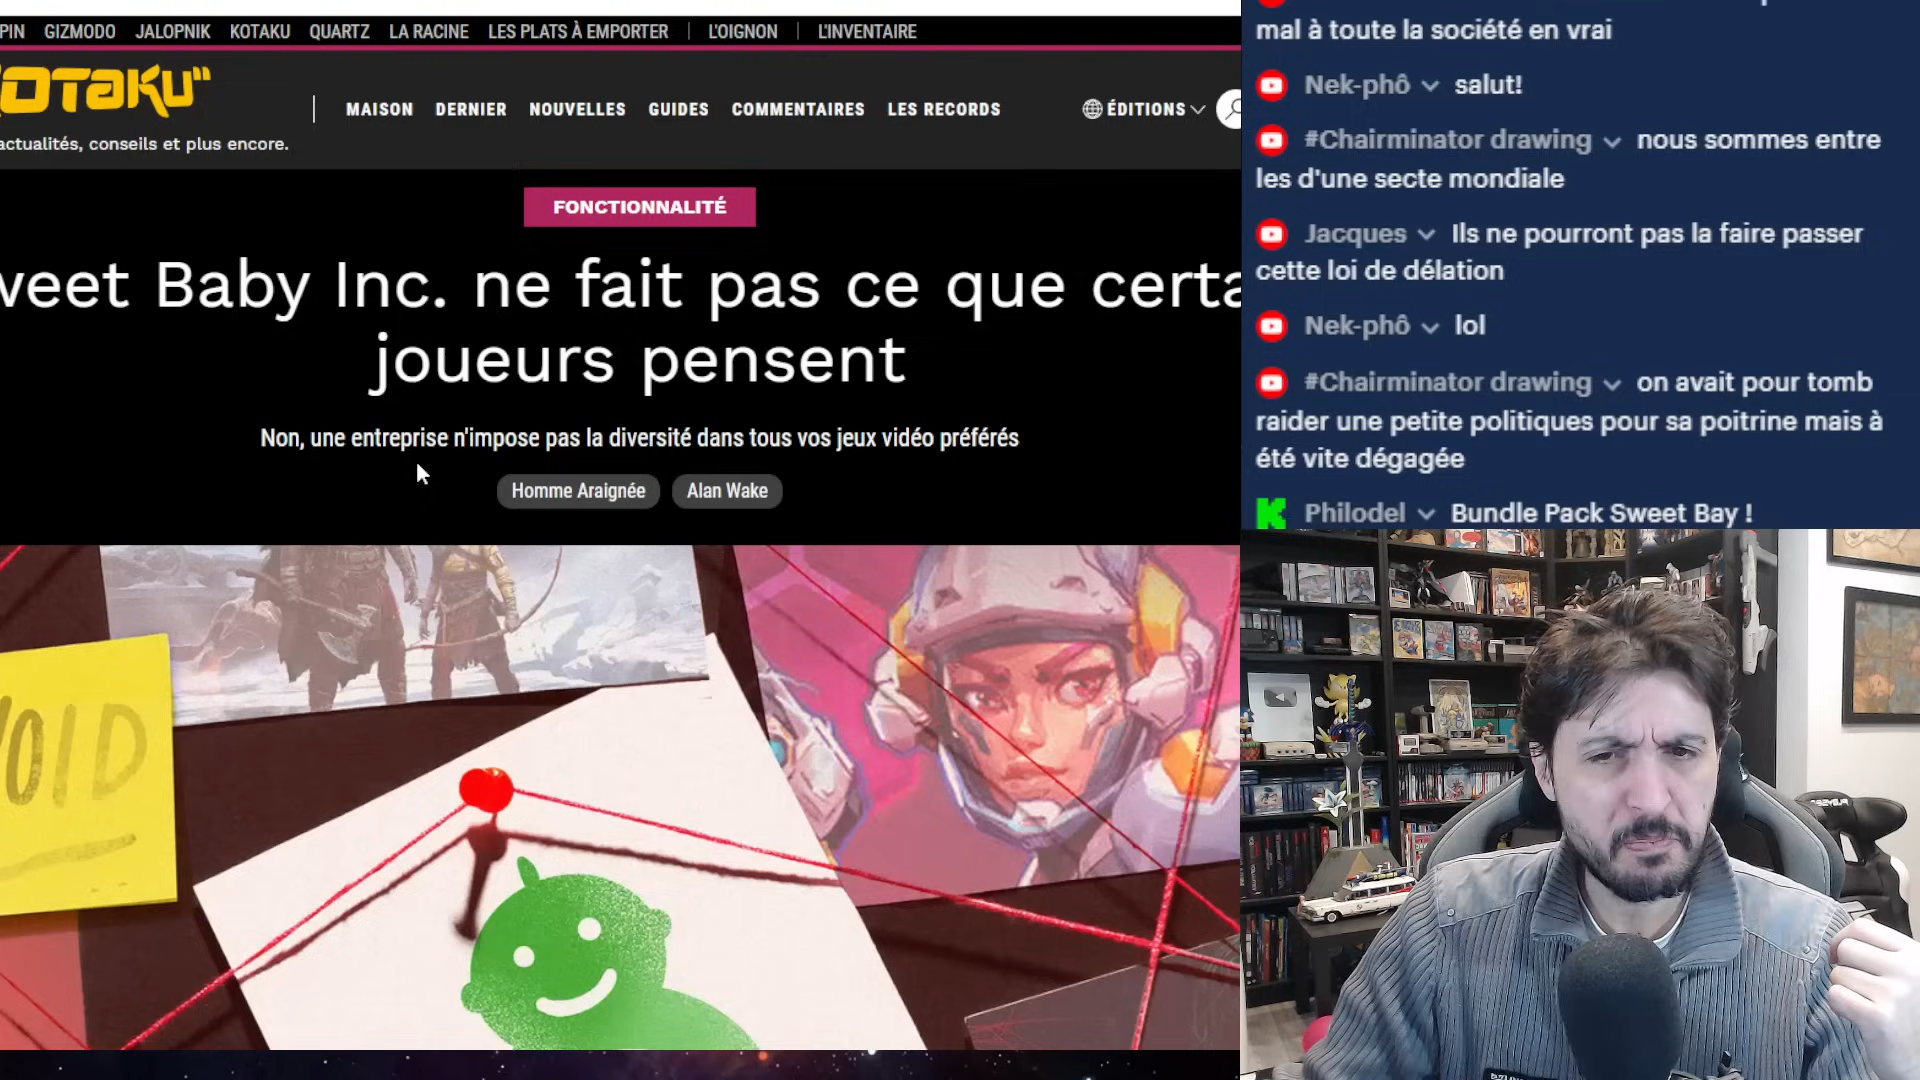 PIN GIZMODO JALOPNIK KOTAKU QUARTZ LA RACINE LES PLATS À EMPORTER L'OIGNON L'INVENTAIRE
KOTAKU
MAISON DERNIER NOUVELLES GUIDES COMMENTAIRES LES RECORDS ÉDITIONS
actualités, conseils et plus encore.
FONCTIONNALITÉ
weet Baby Inc. ne fait pas ce que certa
joueurs pensent
Non, une entreprise n'impose pas la diversité dans tous vos jeux vidéo préférés
Homme Araignée Alan Wake
OID
mal à toute la société en vrai
Nek-phô salut!
#Chairminator drawing nous sommes entre
les d'une secte mondiale
Jacques Ils ne pourront pas la faire passer
cette loi de délation
Nek-phô lol
#Chairminator drawing on avait pour tomb
raider une petite politiques pour sa poitrine mais à
été vite dégagée
Philodel Bundle Pack Sweet Bay !